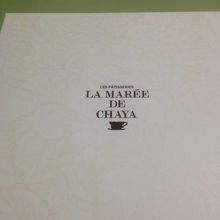 LES PÂTISSERIES
LA MARÉE
DE
CHAYA